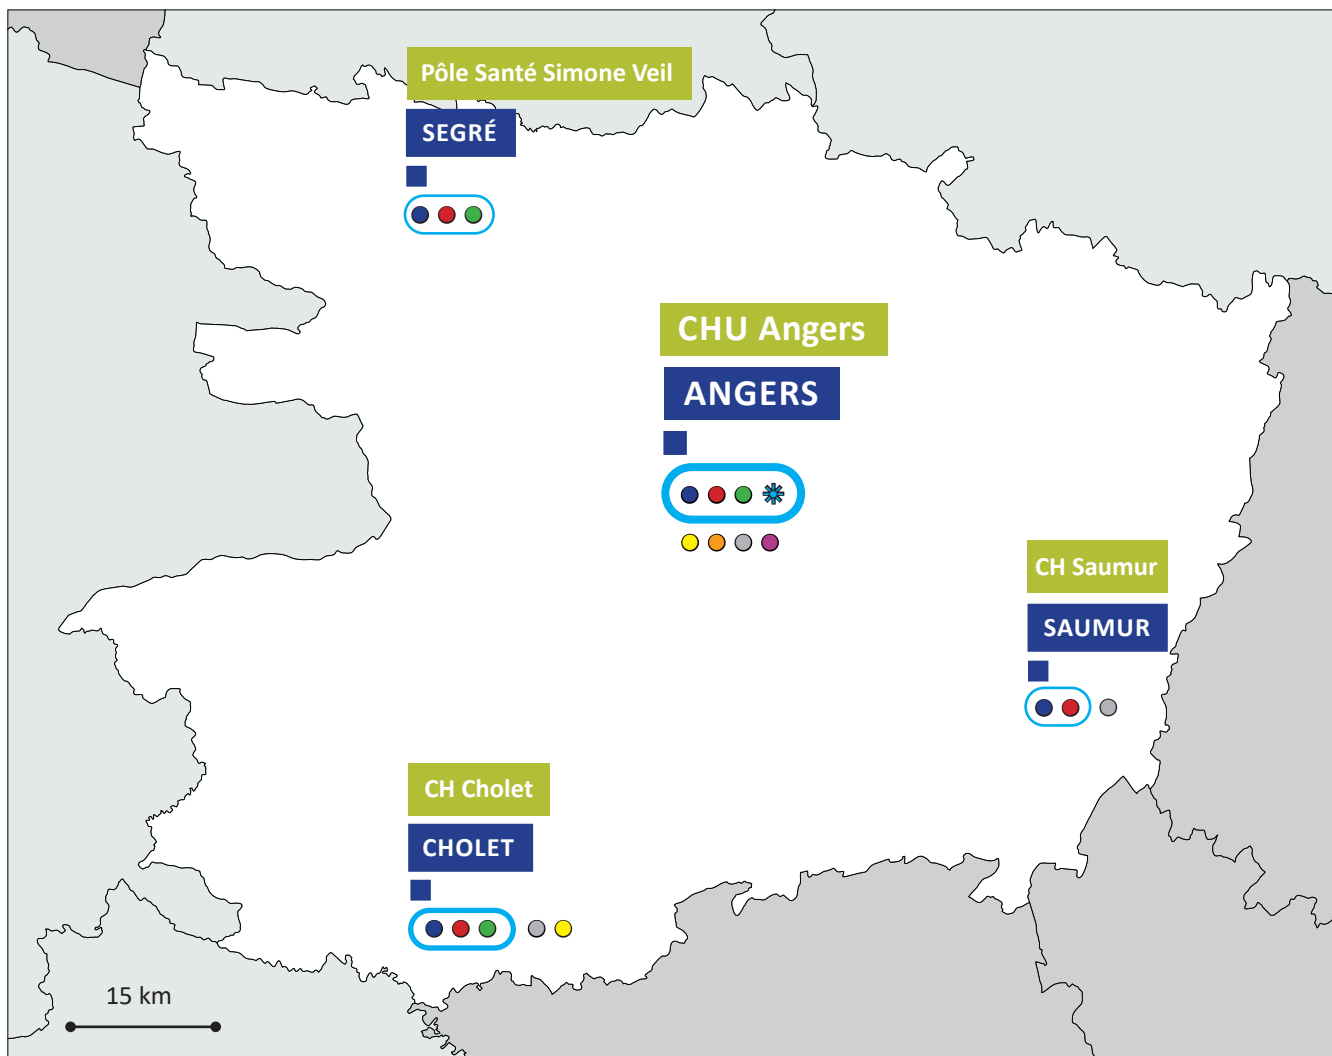 Pôle Santé Simone Veil
SEGRÉ
CHU Angers
ANGERS
CH Saumur
SAUMUR
CH Cholet
CHOLET
15 km